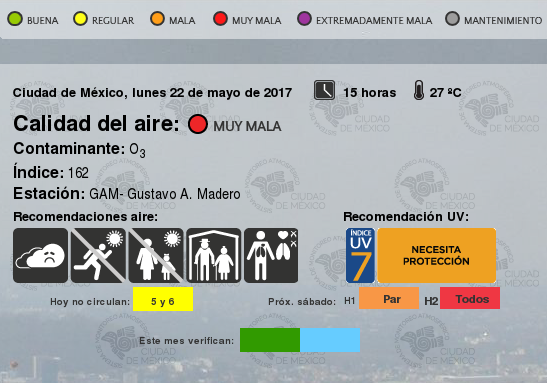 BUENA REGULAR MALA MUY MALA EXTREMADAMENTE MALA MANTENIMIENTO
Ciudad de México, lunes 22 de mayo de 2017 15 horas 27 ºC
Calidad del aire: MUY MALA
Contaminante: O3
Índice: 162
Estación: GAM- Gustavo A. Madero
Recomendaciones aire: Recomendación UV:
ÍNDICE
UV
7
NECESITA
PROTECCIÓN
Hoy no circulan: 5 y 6 Próx. sábado: H1 Par H2 Todos
Este mes verifican:
CIUDAD
DE MÉXICO